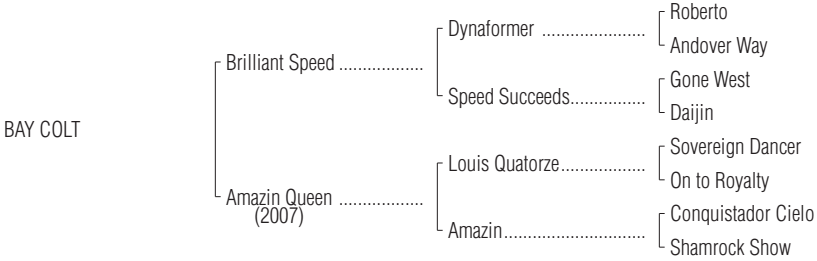 Roberto
Dynaformer ......................
Andover Way
Brilliant Speed ..................
Gone West
Speed Succeeds................
Daijin
BAY COLT
Sovereign Dancer
Louis Quatorze..................
On to Royalty
Amazin Queen ..................
(2007)
Conquistador Cielo
Amazin..............................
Shamrock Show